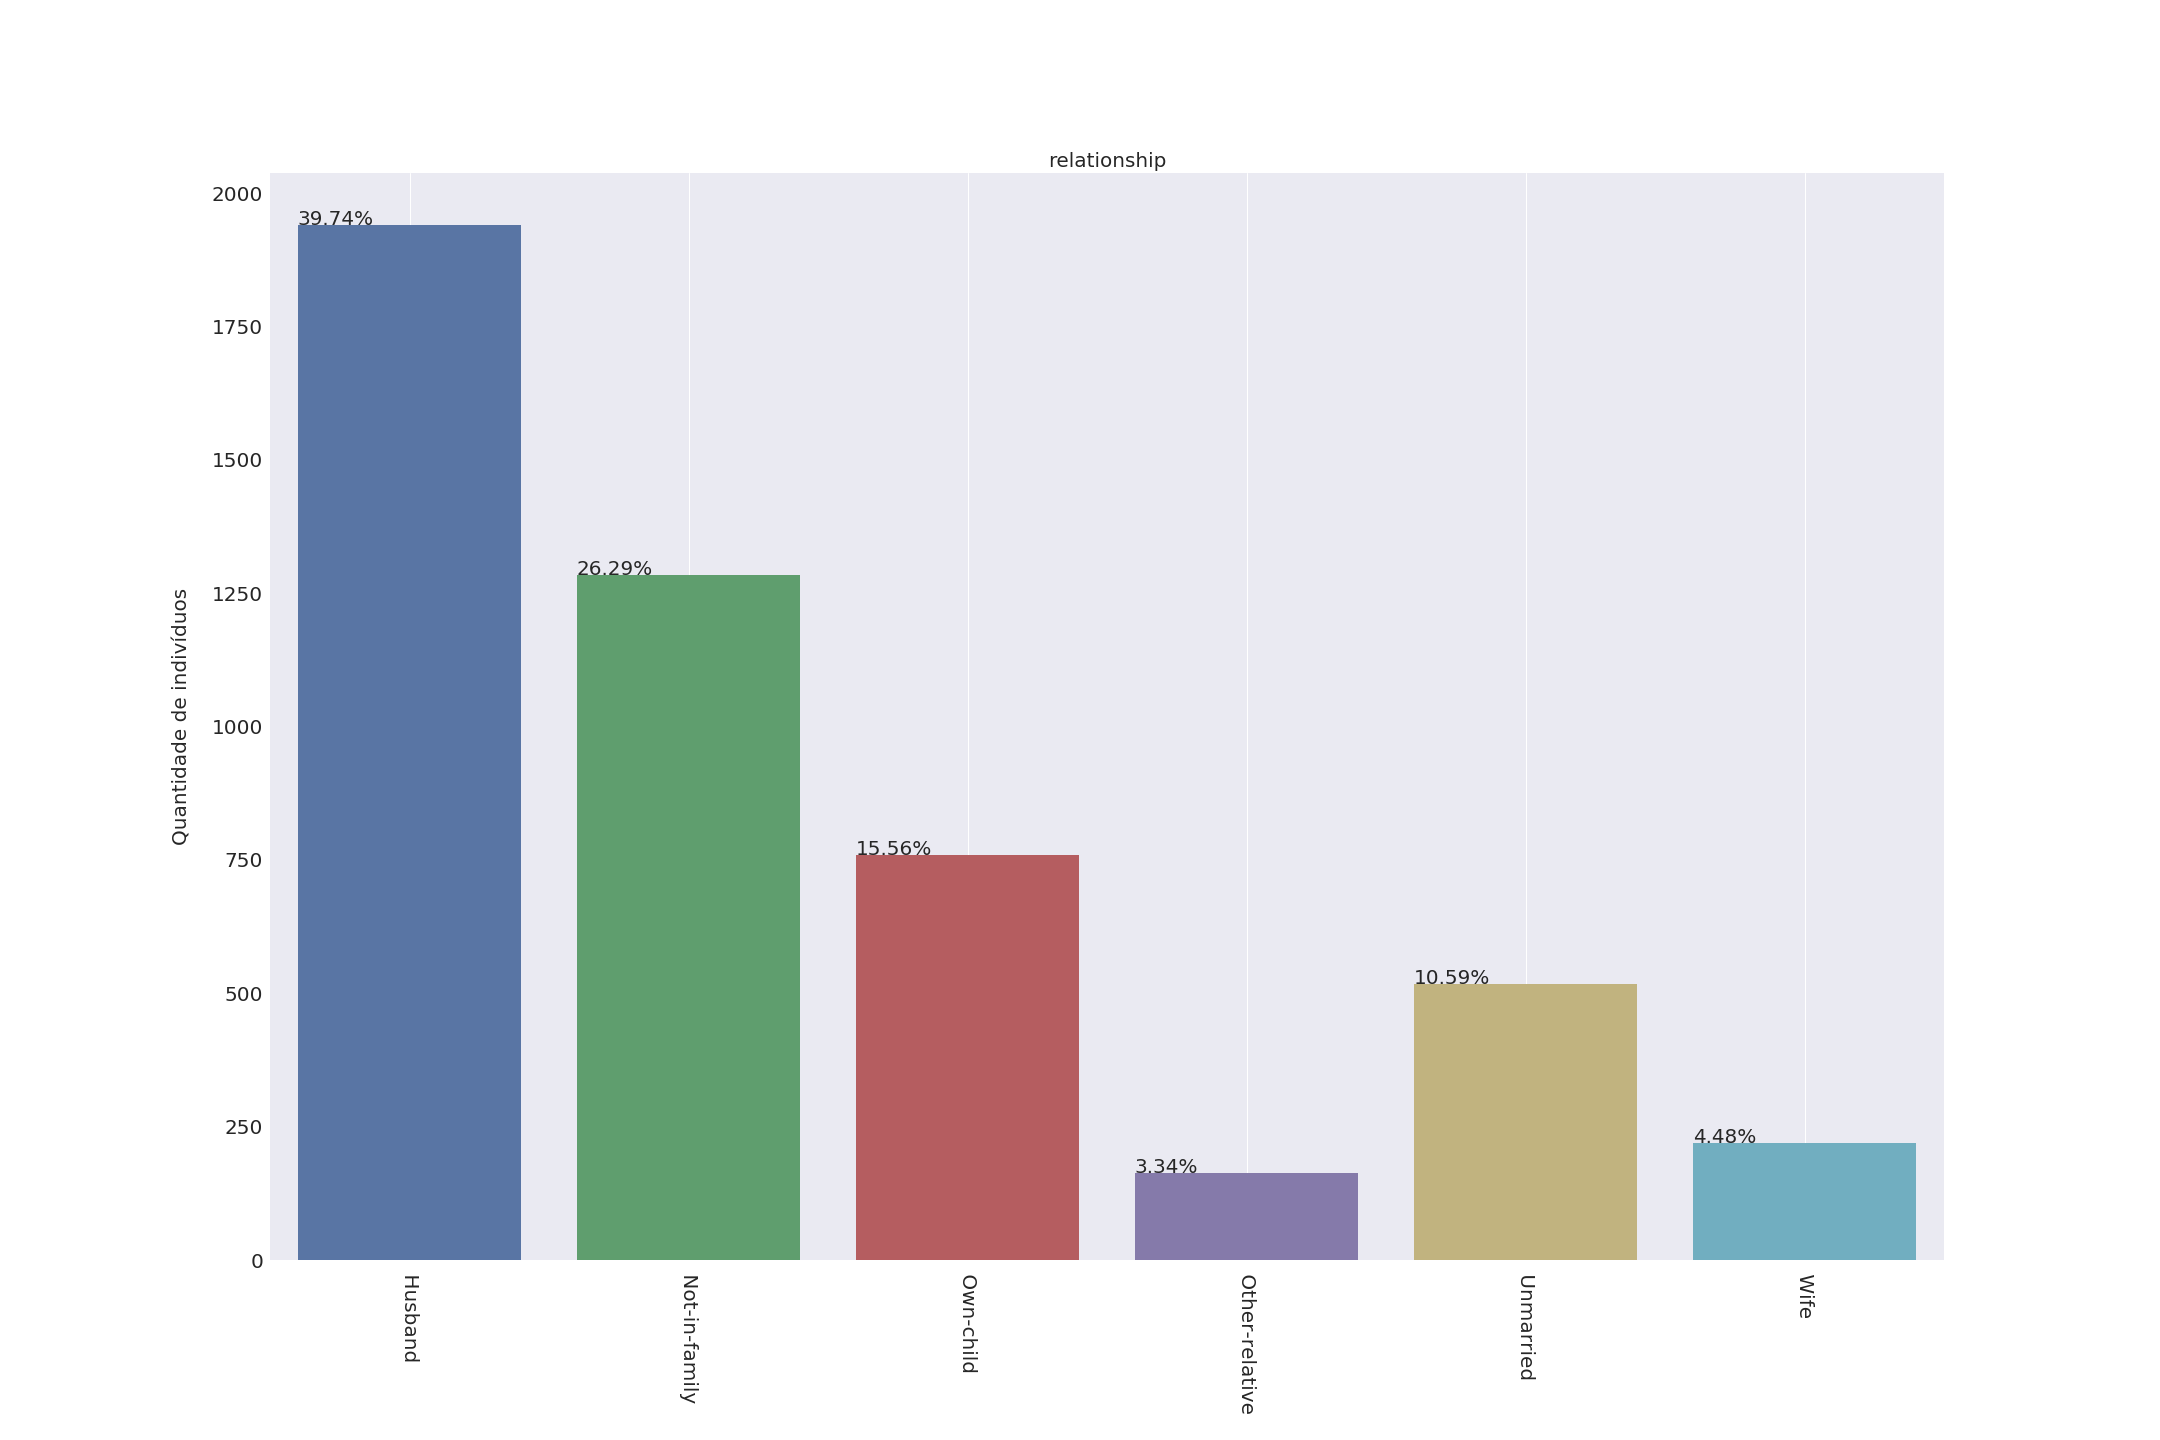 relationship
2000
1750
1500
1250
1000
750
500
250
0
Quantidade de indivíduos
39.74%
26.29%
15.56%
3.34%
10.59%
4.48%
Husband
Not-in-family
Own-child
Other-relative
Unmarried
Wife